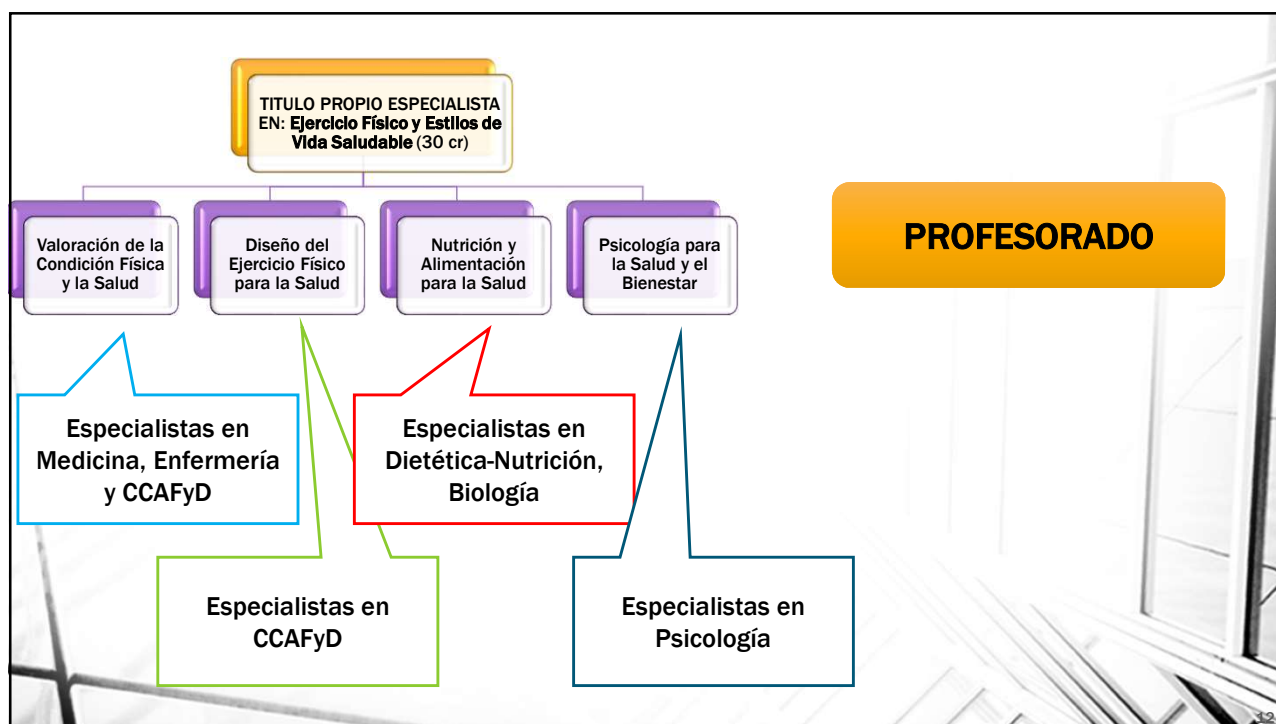 TITULO PROPIO ESPECIALISTA
EN: Ejercicio Físico y Estilos de
Vida Saludable (30 cr)
PROFESORADO
Valoración de la
Condición Física
y la Salud
Diseño del
Ejercicio Físico
para la Salud
Nutrición y
Alimentación
para la Salud
Psicología para
la Salud y el
Bienestar
Especialistas en
Medicina, Enfermería
y CCAFyD
Especialistas en
Dietética-Nutrición,
Biología
Especialistas en
CCAFyD
Especialistas en
Psicología
12